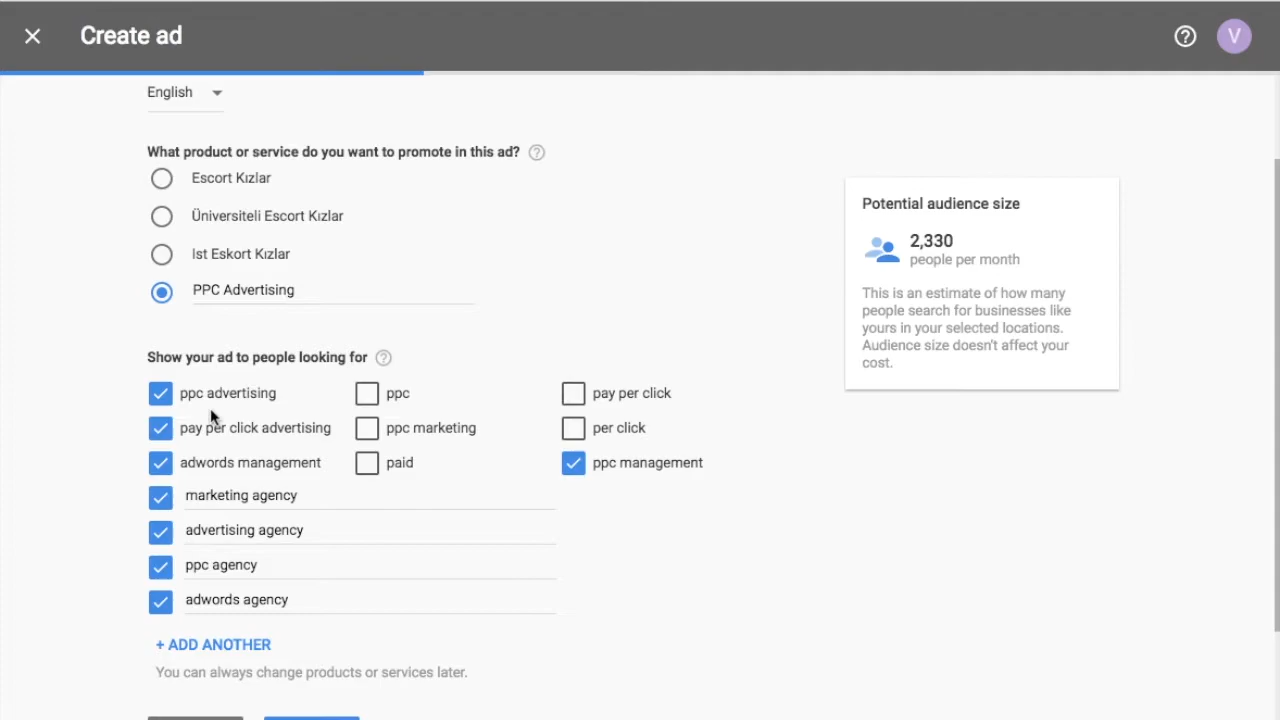 Create ad
V
English
What product or service do you want to promote in this ad?
Escort Kızlar
Üniversiteli Escort Kızlar
Ist Eskort Kızlar
PPC Advertising
Potential audience size
2,330
people per month
This is an estimate of how many
people search for businesses like
yours in your selected locations.
Audience size doesn't affect your
cost.
Show your ad to people looking for
ppc advertising ppc pay per click
pay per click advertising ppc marketing per click
adwords management paid ppc management
marketing agency
advertising agency
ppc agency
adwords agency
+ ADD ANOTHER
You can always change products or services later.